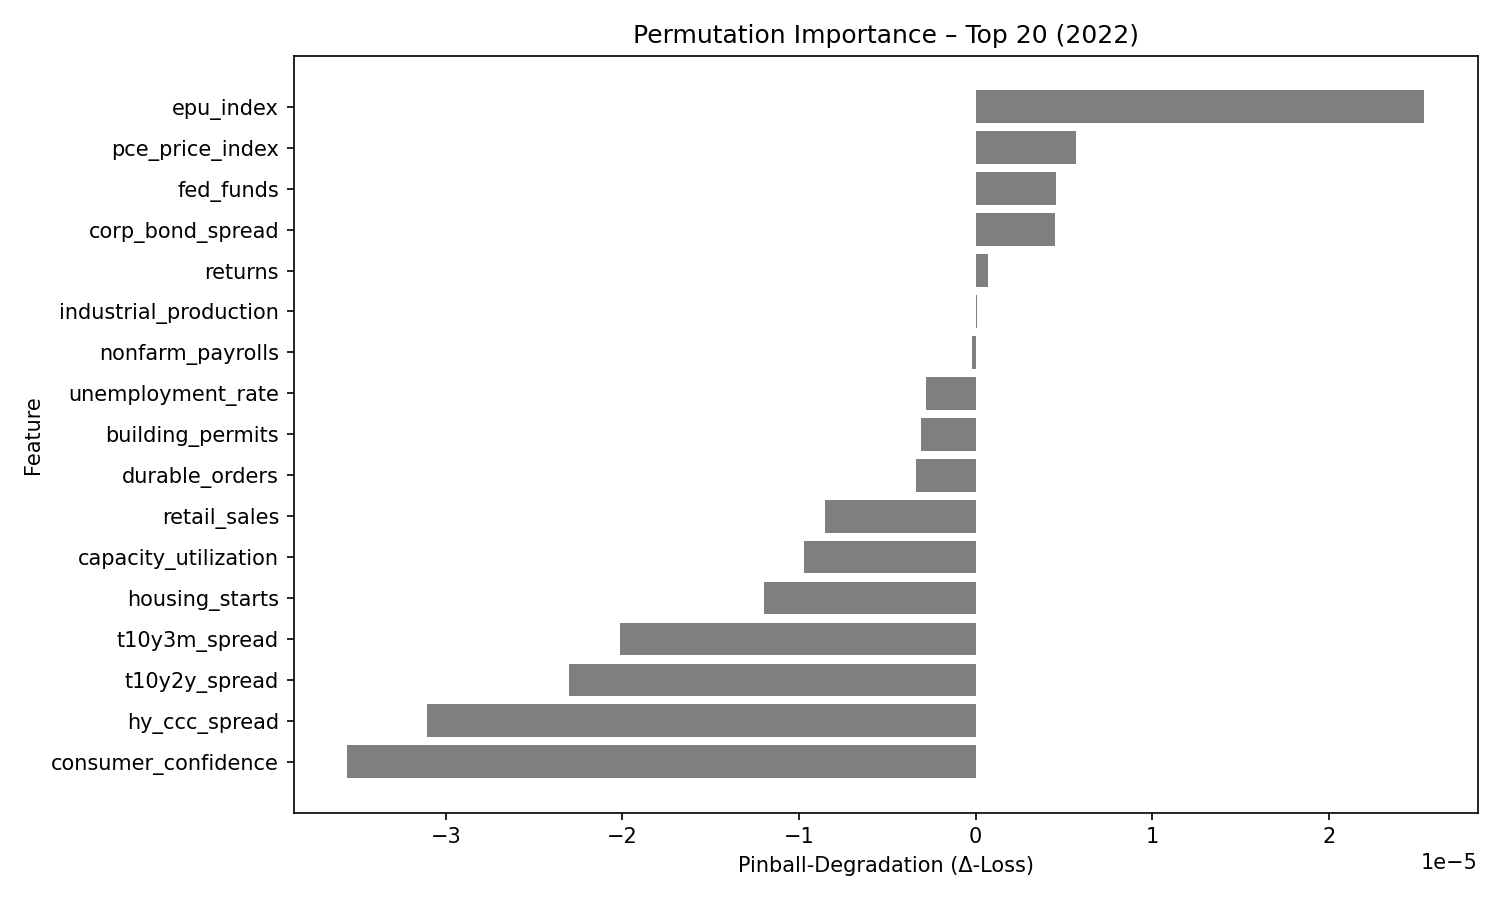 Permutation Importance – Top 20 (2022)
Feature
epu_index
pce_price_index
fed_funds
corp_bond_spread
returns
industrial_production
nonfarm_payrolls
unemployment_rate
building_permits
durable_orders
retail_sales
capacity_utilization
housing_starts
t10y3m_spread
t10y2y_spread
hy_ccc_spread
consumer_confidence
−3 −2 −1 0 1 2
1e−5
Pinball-Degradation (Δ-Loss)